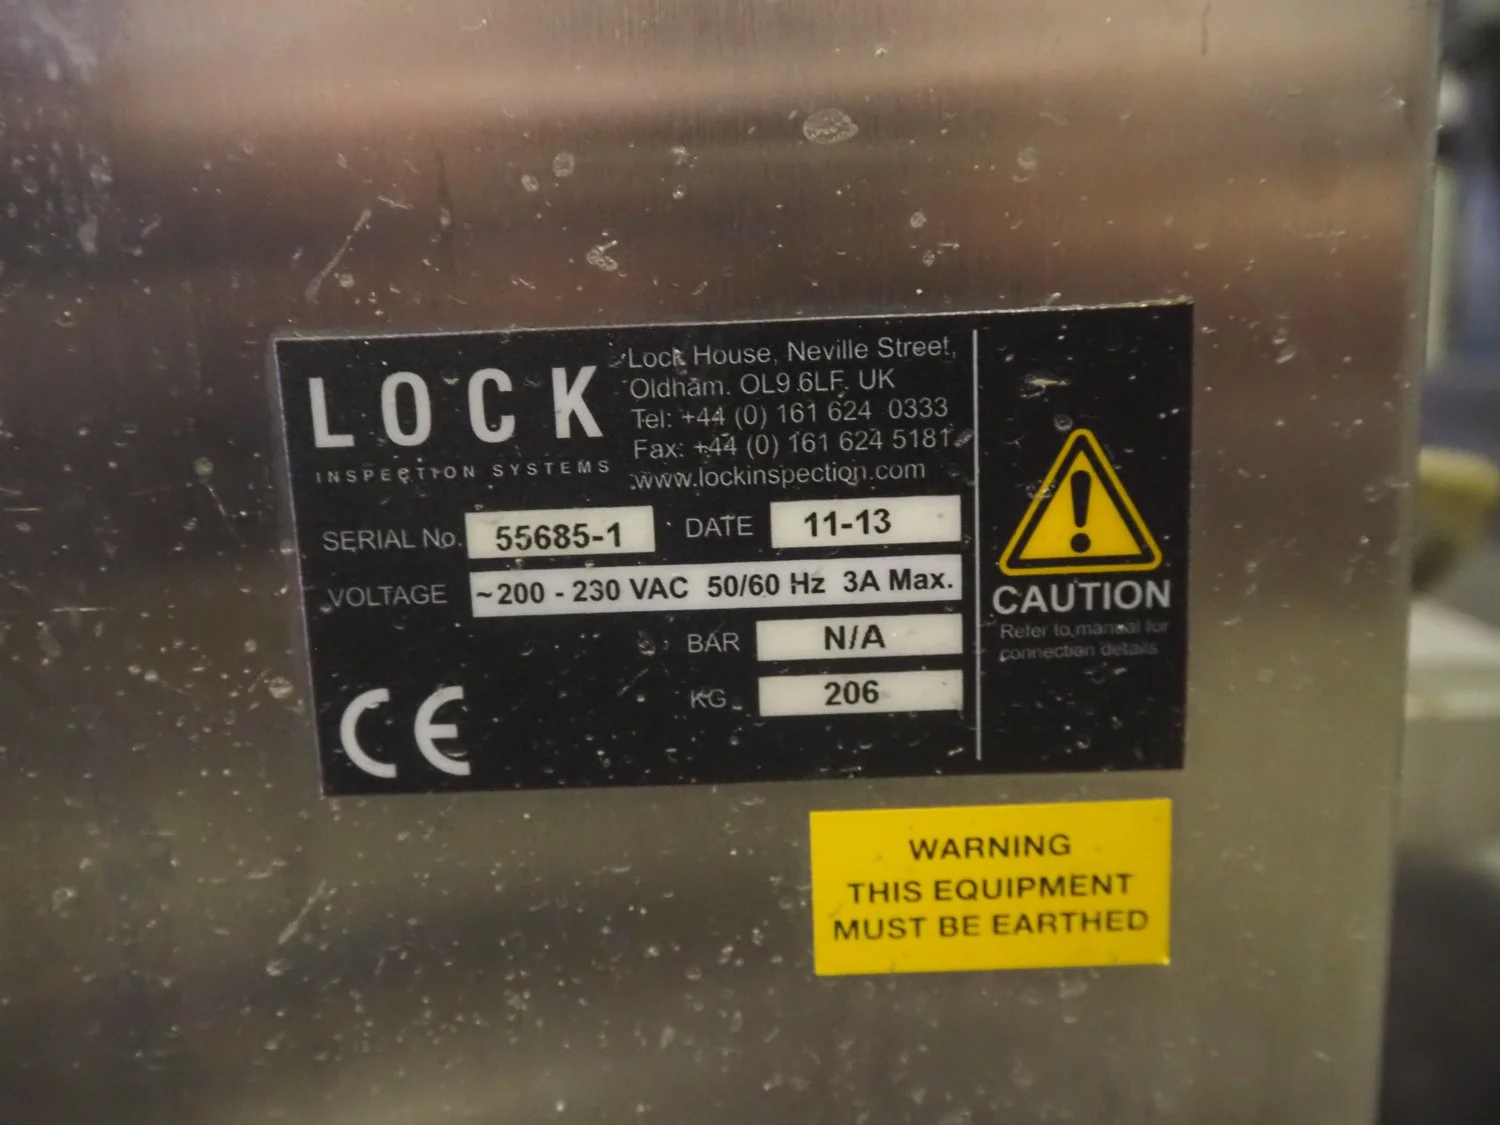 LOCK
INSPECTION SYSTEMS
Lock House, Neville Street,
Oldham. OL9 6LF. UK
Tel: +44 (0) 161 624 0333
Fax: +44 (0) 161 624 5181
www.lockinspection.com
SERIAL No. 55685-1 DATE 11-13
VOLTAGE ~200 - 230 VAC 50/60 Hz 3A Max.
BAR N/A
KG 206
CE
CAUTION
Refer to manual for
connection details
WARNING
THIS EQUIPMENT
MUST BE EARTHED